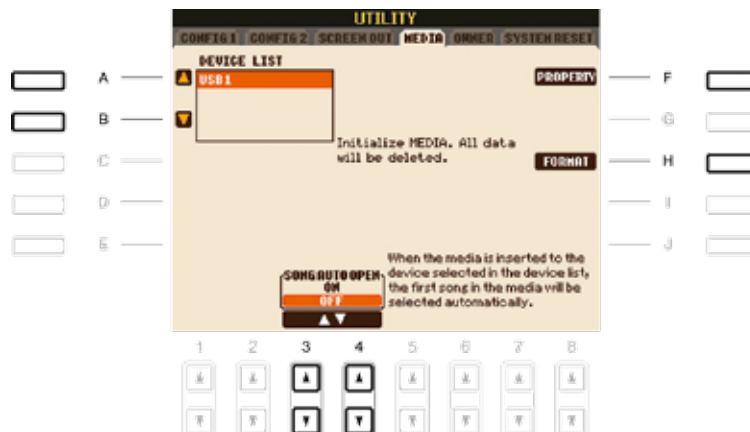 UTILITY
CONFIG 1 CONFIG 2 SCREEN OUT MEDIA OWNER SYSTEM RESET
DEVICE LIST
A USB1 PROPERTY F
B G
Initialize MEDIA. All data
will be deleted.
C FORMAT H
D I
E J
When the media is inserted to the
device selected in the device list,
the first song in the media will be
selected automatically.
SONG AUTO OPEN
ON
OFF
1 2 3 4 5 6 7 8